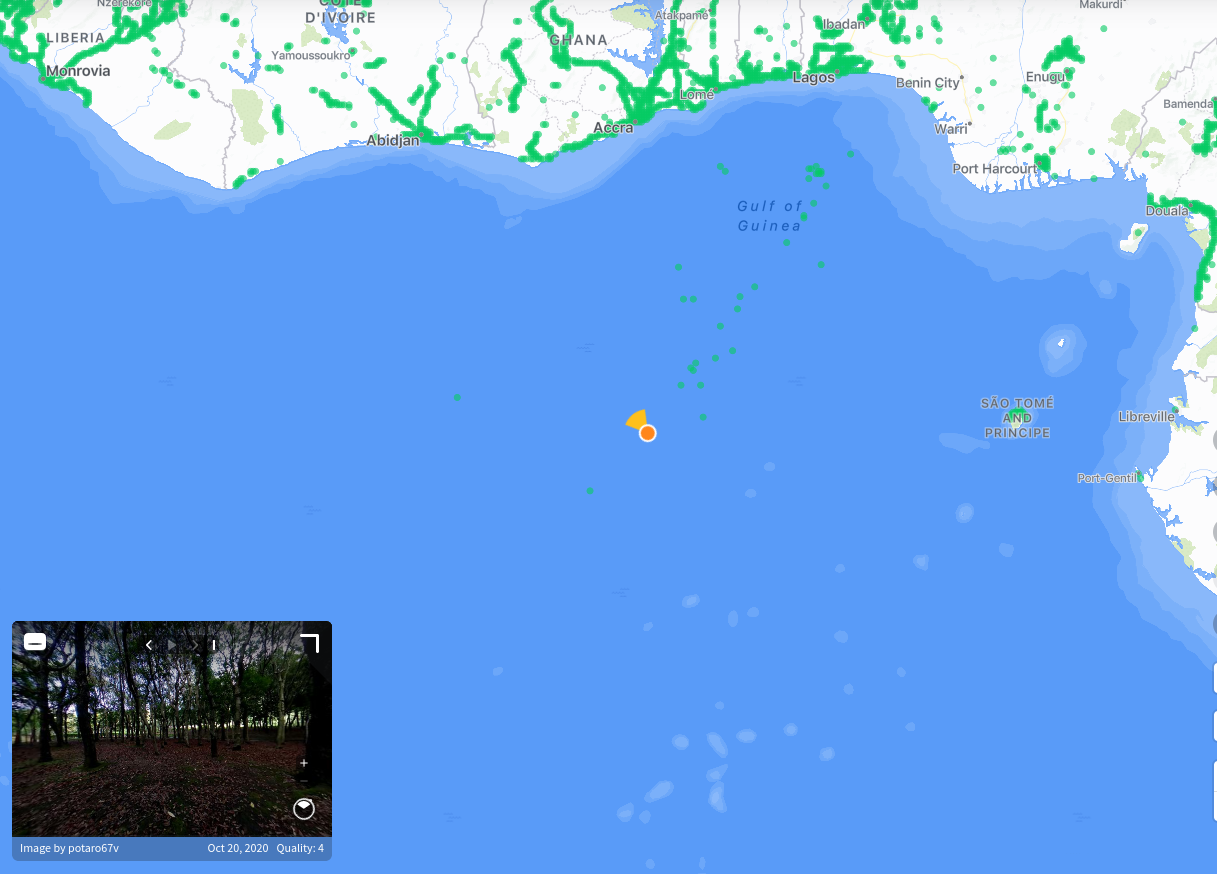 Nzérékoré
CÔTE
D'IVOIRE
Atakpamé
Makurdi
Ibadan
LIBERIA
GHANA
Yamoussoukro
Monrovia
Lagos
Enugu
Benin City
Lomé
Bamenda
Accra
Warri
Abidjan
Port Harcourt
Gulf of
Guinea
Douala
SÃO TOMÉ
AND
PRÍNCIPE
Libreville
Port-Gentil
Image by potaro67v
Oct 20, 2020 Quality: 4